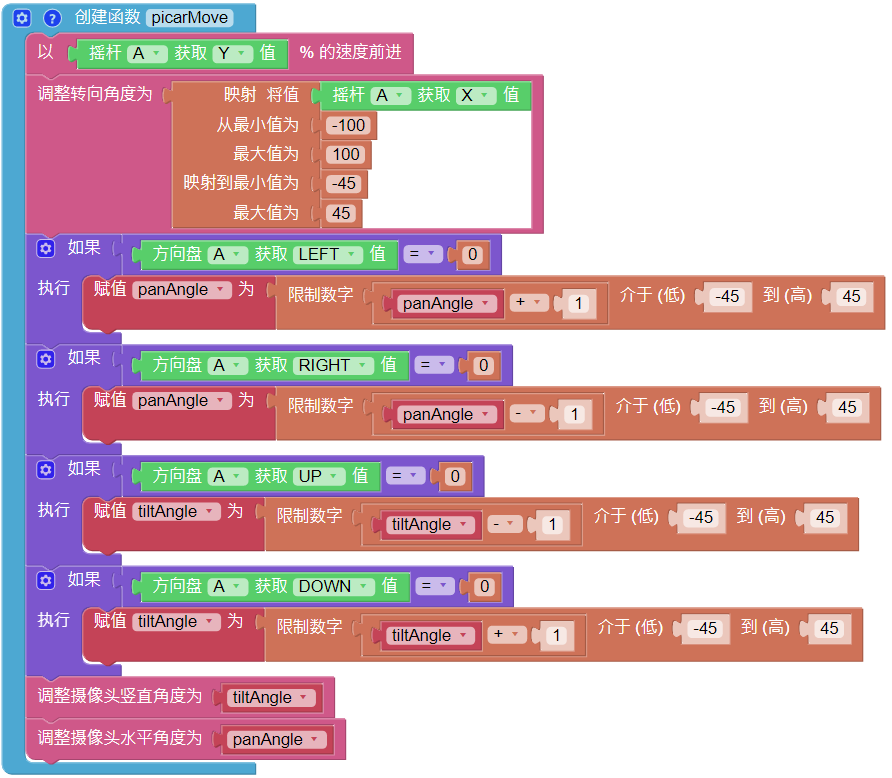 创建函数 picarMove
以 摇杆 A 获取 Y 值 % 的速度前进
调整转向角度为 映射 将值 摇杆 A 获取 X 值
从最小值为 -100
最大值为 100
映射到最小值为 -45
最大值为 45
如果 方向盘 A 获取 LEFT 值 = 0
执行 赋值 panAngle 为 限制数字 panAngle + 1 介于 (低) -45 到 (高) 45
如果 方向盘 A 获取 RIGHT 值 = 0
执行 赋值 panAngle 为 限制数字 panAngle - 1 介于 (低) -45 到 (高) 45
如果 方向盘 A 获取 UP 值 = 0
执行 赋值 tiltAngle 为 限制数字 tiltAngle - 1 介于 (低) -45 到 (高) 45
如果 方向盘 A 获取 DOWN 值 = 0
执行 赋值 tiltAngle 为 限制数字 tiltAngle + 1 介于 (低) -45 到 (高) 45
调整摄像头竖直角度为 tiltAngle
调整摄像头水平角度为 panAngle